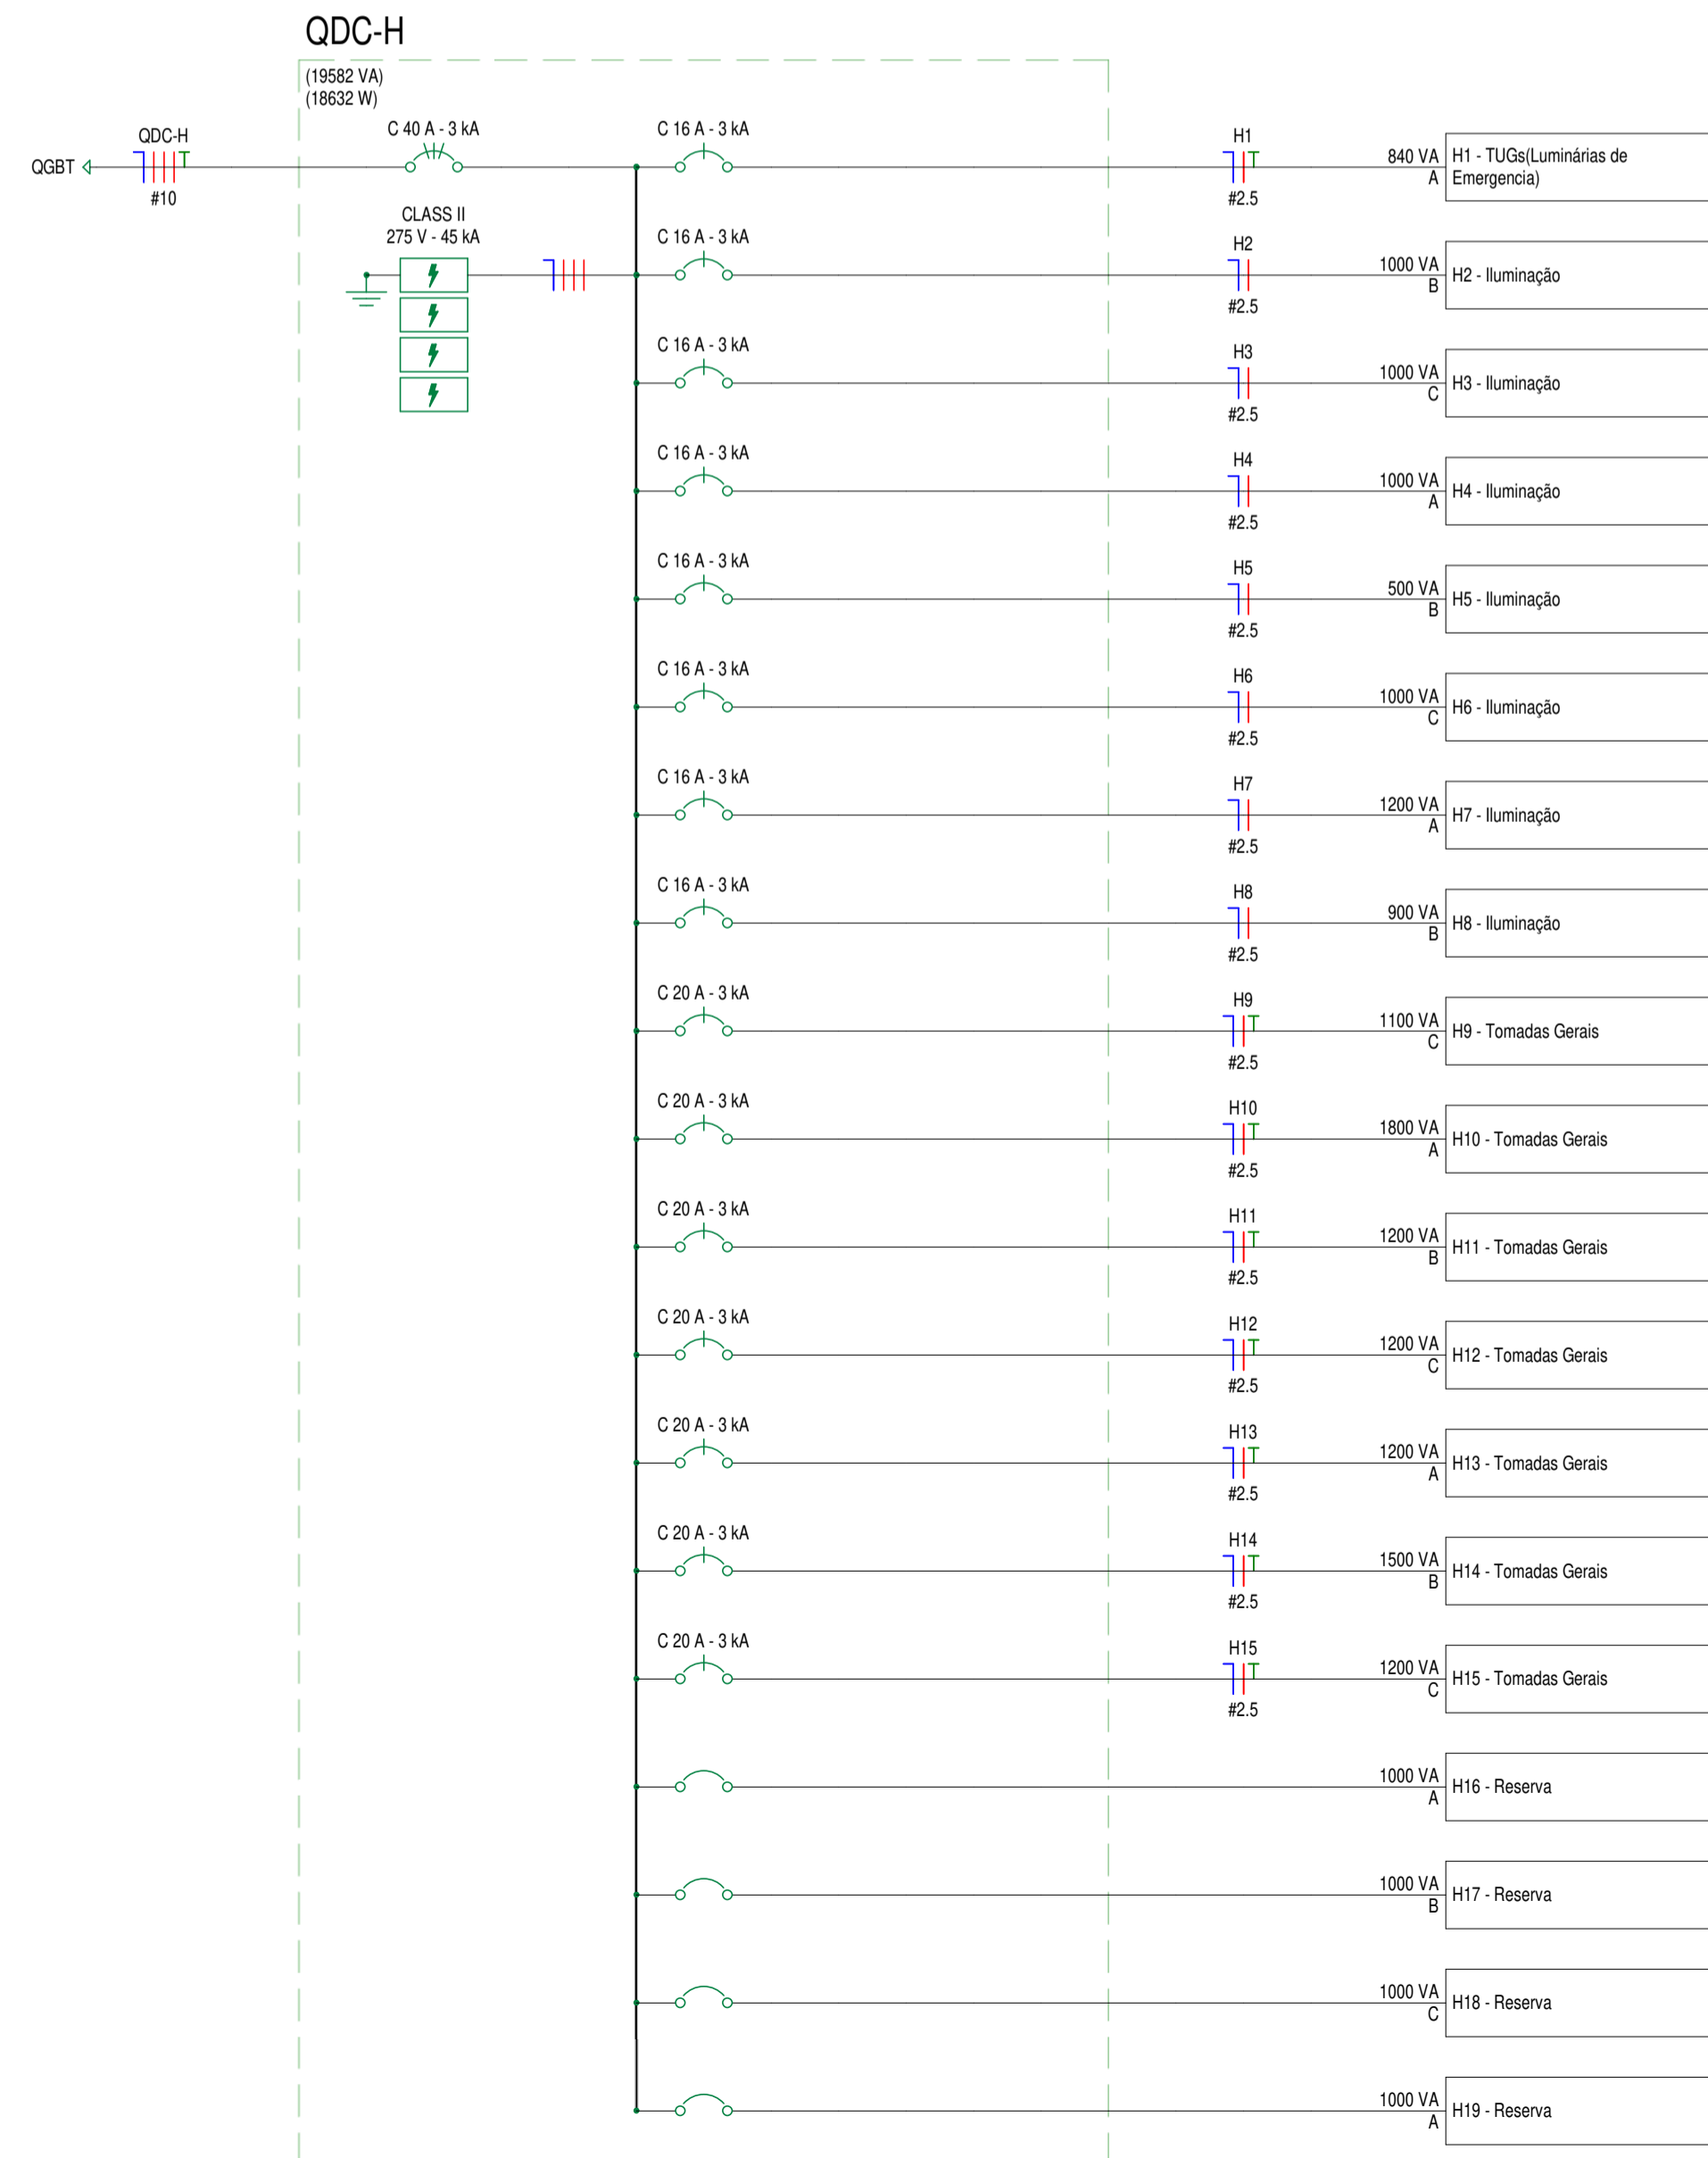 QDC-H
(19582 VA)
(18632 W)
QGBT
QDC-H
#10
C 40 A - 3 kA
CLASS II
275 V - 45 kA
C 16 A - 3 kA
H1
#2.5
840 VA
A
H1 - TUGs(Luminárias de
Emergencia)
C 16 A - 3 kA
H2
#2.5
1000 VA
B
H2 - Iluminação
C 16 A - 3 kA
H3
#2.5
1000 VA
C
H3 - Iluminação
C 16 A - 3 kA
H4
#2.5
1000 VA
A
H4 - Iluminação
C 16 A - 3 kA
H5
#2.5
500 VA
B
H5 - Iluminação
C 16 A - 3 kA
H6
#2.5
1000 VA
C
H6 - Iluminação
C 16 A - 3 kA
H7
#2.5
1200 VA
A
H7 - Iluminação
C 16 A - 3 kA
H8
#2.5
900 VA
B
H8 - Iluminação
C 20 A - 3 kA
H9
#2.5
1100 VA
C
H9 - Tomadas Gerais
C 20 A - 3 kA
H10
#2.5
1800 VA
A
H10 - Tomadas Gerais
C 20 A - 3 kA
H11
#2.5
1200 VA
B
H11 - Tomadas Gerais
C 20 A - 3 kA
H12
#2.5
1200 VA
C
H12 - Tomadas Gerais
C 20 A - 3 kA
H13
#2.5
1200 VA
A
H13 - Tomadas Gerais
C 20 A - 3 kA
H14
#2.5
1500 VA
B
H14 - Tomadas Gerais
C 20 A - 3 kA
H15
#2.5
1200 VA
C
H15 - Tomadas Gerais
1000 VA
A
H16 - Reserva
1000 VA
B
H17 - Reserva
1000 VA
C
H18 - Reserva
1000 VA
A
H19 - Reserva